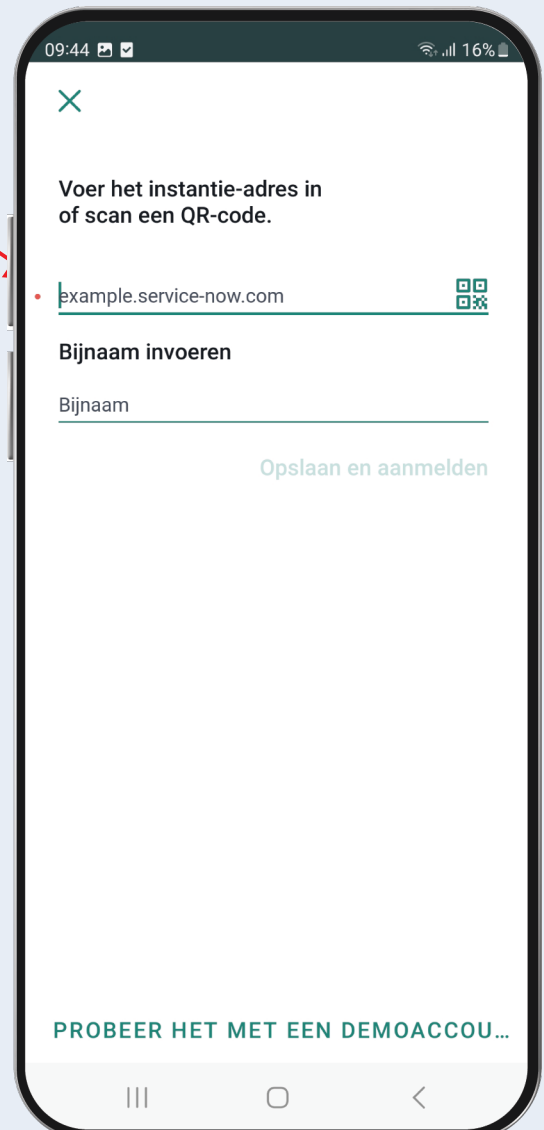 09:44
16%
Voer het instantie-adres in
of scan een QR-code.
example.service-now.com
Bijnaam invoeren
Bijnaam
Opslaan en aanmelden
PROBEER HET MET EEN DEMOACCOU...